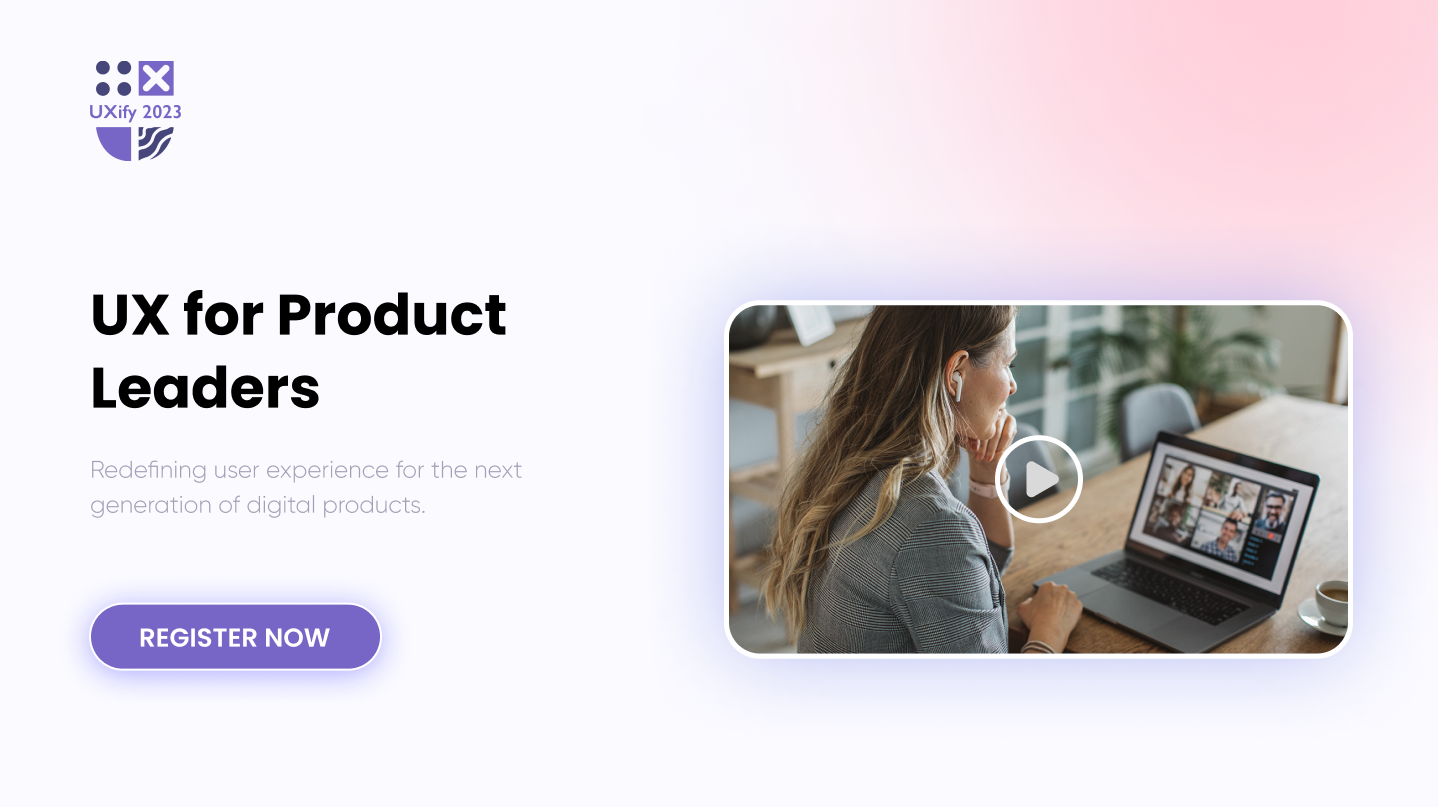 UXify 2023
UX for Product
Leaders
Redefining user experience for the next
generation of digital products.
REGISTER NOW